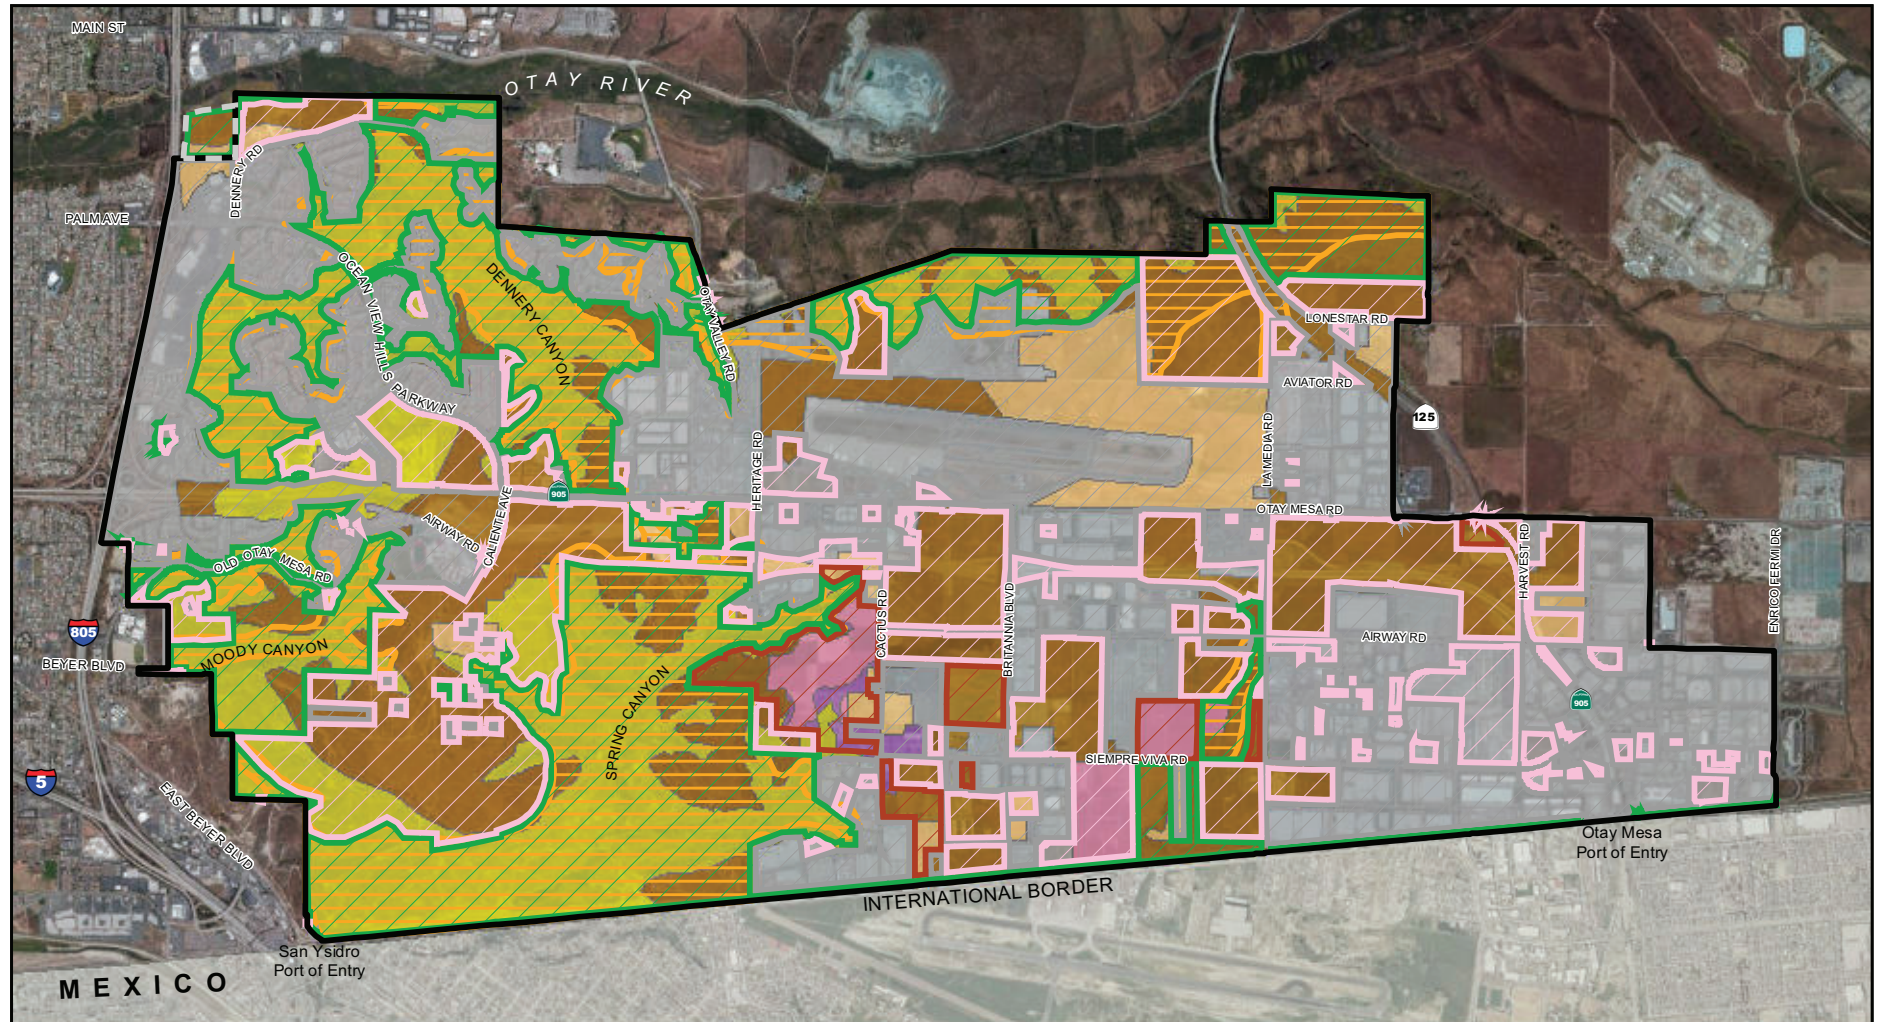 MAIN ST
OTAY RIVER
DENNERY RD
PALM AVE
OCEAN VIEW HILLS PARKWAY
DENNERY CANYON
OTAY VALLEY RD
LONESTAR RD
AVIATOR RD
125
HERITAGE RD
LA MEDIA RD
905
OTAY MESA RD
AIRWAY RD
CALIENTE AVE
OLD OTAY MESA RD
HARVEST RD
ENRICO FERMI DR
805
BEYER BLVD
MOODY CANYON
CACTUS RD
BRITANNIA BLVD
AIRWAY RD
SPRING CANYON
905
SIEMPRE VIVA RD
5
EAST BEYER BLVD
Otay Mesa
Port of Entry
INTERNATIONAL BORDER
San Ysidro
Port of Entry
MEXICO